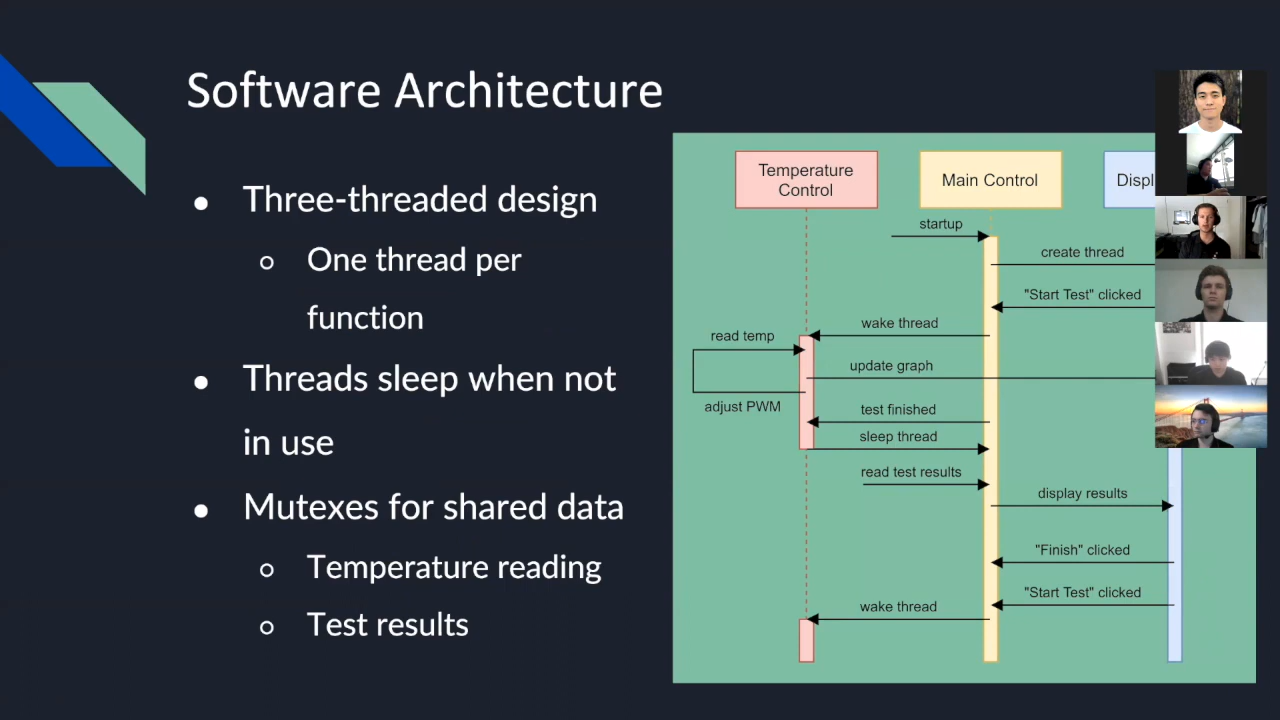 Software Architecture
Three-threaded design
One thread per
function
Threads sleep when not
in use
Mutexes for shared data
Temperature reading
Test results
Temperature
Control
Main Control
startup
create thread
"Start Test" clicked
wake thread
read temp
update graph
adjust PWM
test finished
sleep thread
read test results
display results
"Finish" clicked
"Start Test" clicked
wake thread